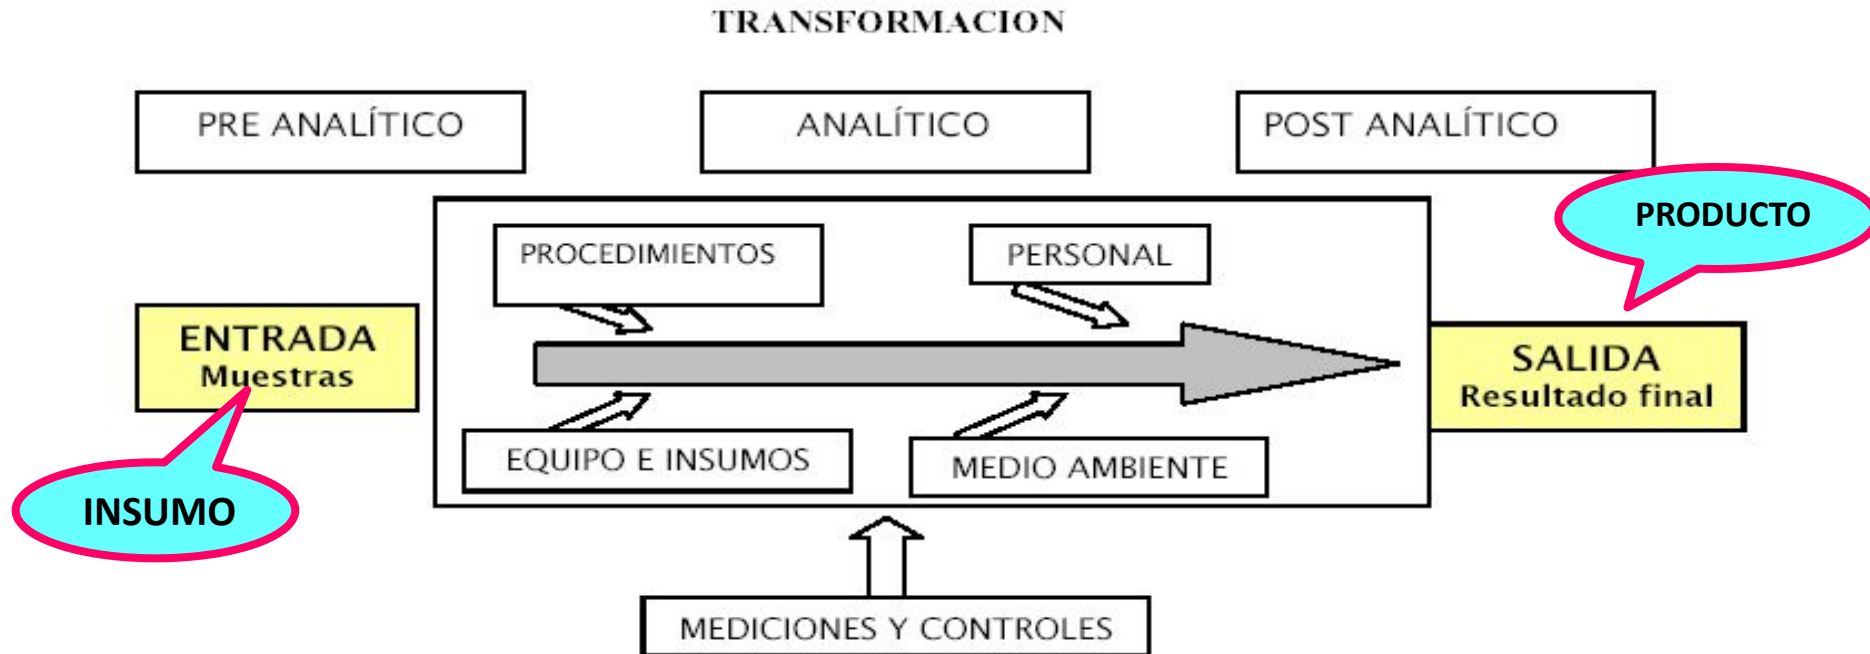 TRANSFORMACION
PRE ANALÍTICO
ANALÍTICO
POST ANALÍTICO
PRODUCTO
PROCEDIMIENTOS
PERSONAL
ENTRADA
Muestras
SALIDA
Resultado final
EQUIPO E INSUMOS
MEDIO AMBIENTE
INSUMO
MEDICIONES Y CONTROLES